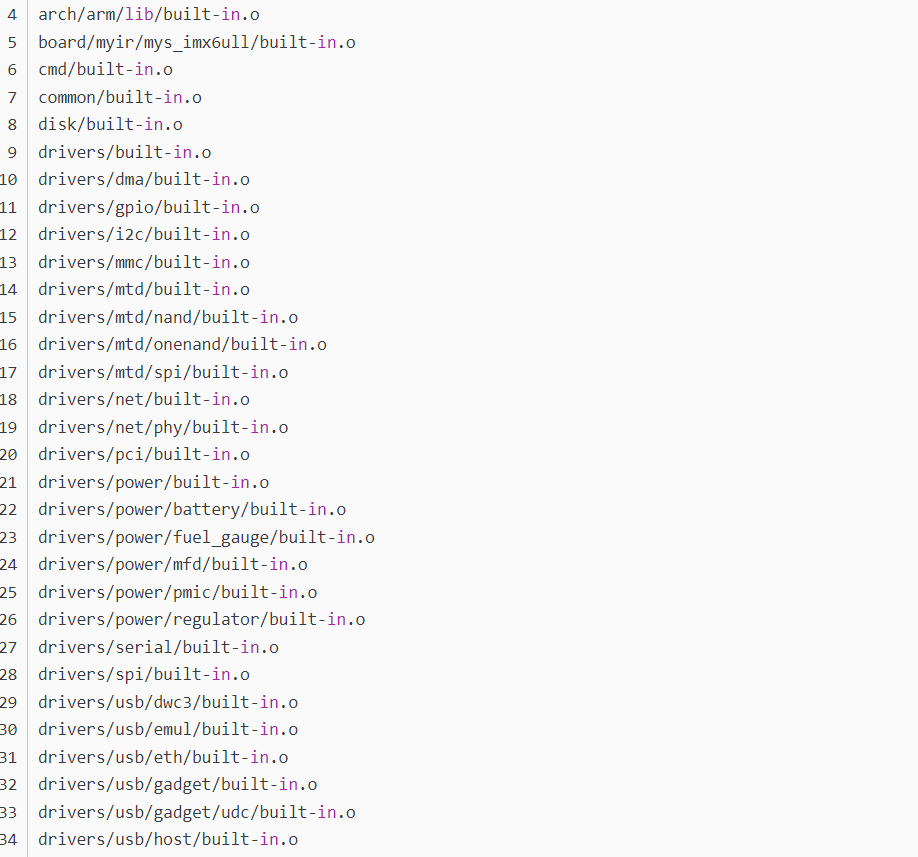 4 arch/arm/lib/built-in.o
5 board/myir/mys_imx6ull/built-in.o
6 cmd/built-in.o
7 common/built-in.o
8 disk/built-in.o
9 drivers/built-in.o
10 drivers/dma/built-in.o
11 drivers/gpio/built-in.o
12 drivers/i2c/built-in.o
13 drivers/mmc/built-in.o
14 drivers/mtd/built-in.o
15 drivers/mtd/nand/built-in.o
16 drivers/mtd/onenand/built-in.o
17 drivers/mtd/spi/built-in.o
18 drivers/net/built-in.o
19 drivers/net/phy/built-in.o
20 drivers/pci/built-in.o
21 drivers/power/built-in.o
22 drivers/power/battery/built-in.o
23 drivers/power/fuel_gauge/built-in.o
24 drivers/power/mfd/built-in.o
25 drivers/power/pmic/built-in.o
26 drivers/power/regulator/built-in.o
27 drivers/serial/built-in.o
28 drivers/spi/built-in.o
29 drivers/usb/dwc3/built-in.o
30 drivers/usb/emul/built-in.o
31 drivers/usb/eth/built-in.o
32 drivers/usb/gadget/built-in.o
33 drivers/usb/gadget/udc/built-in.o
34 drivers/usb/host/built-in.o